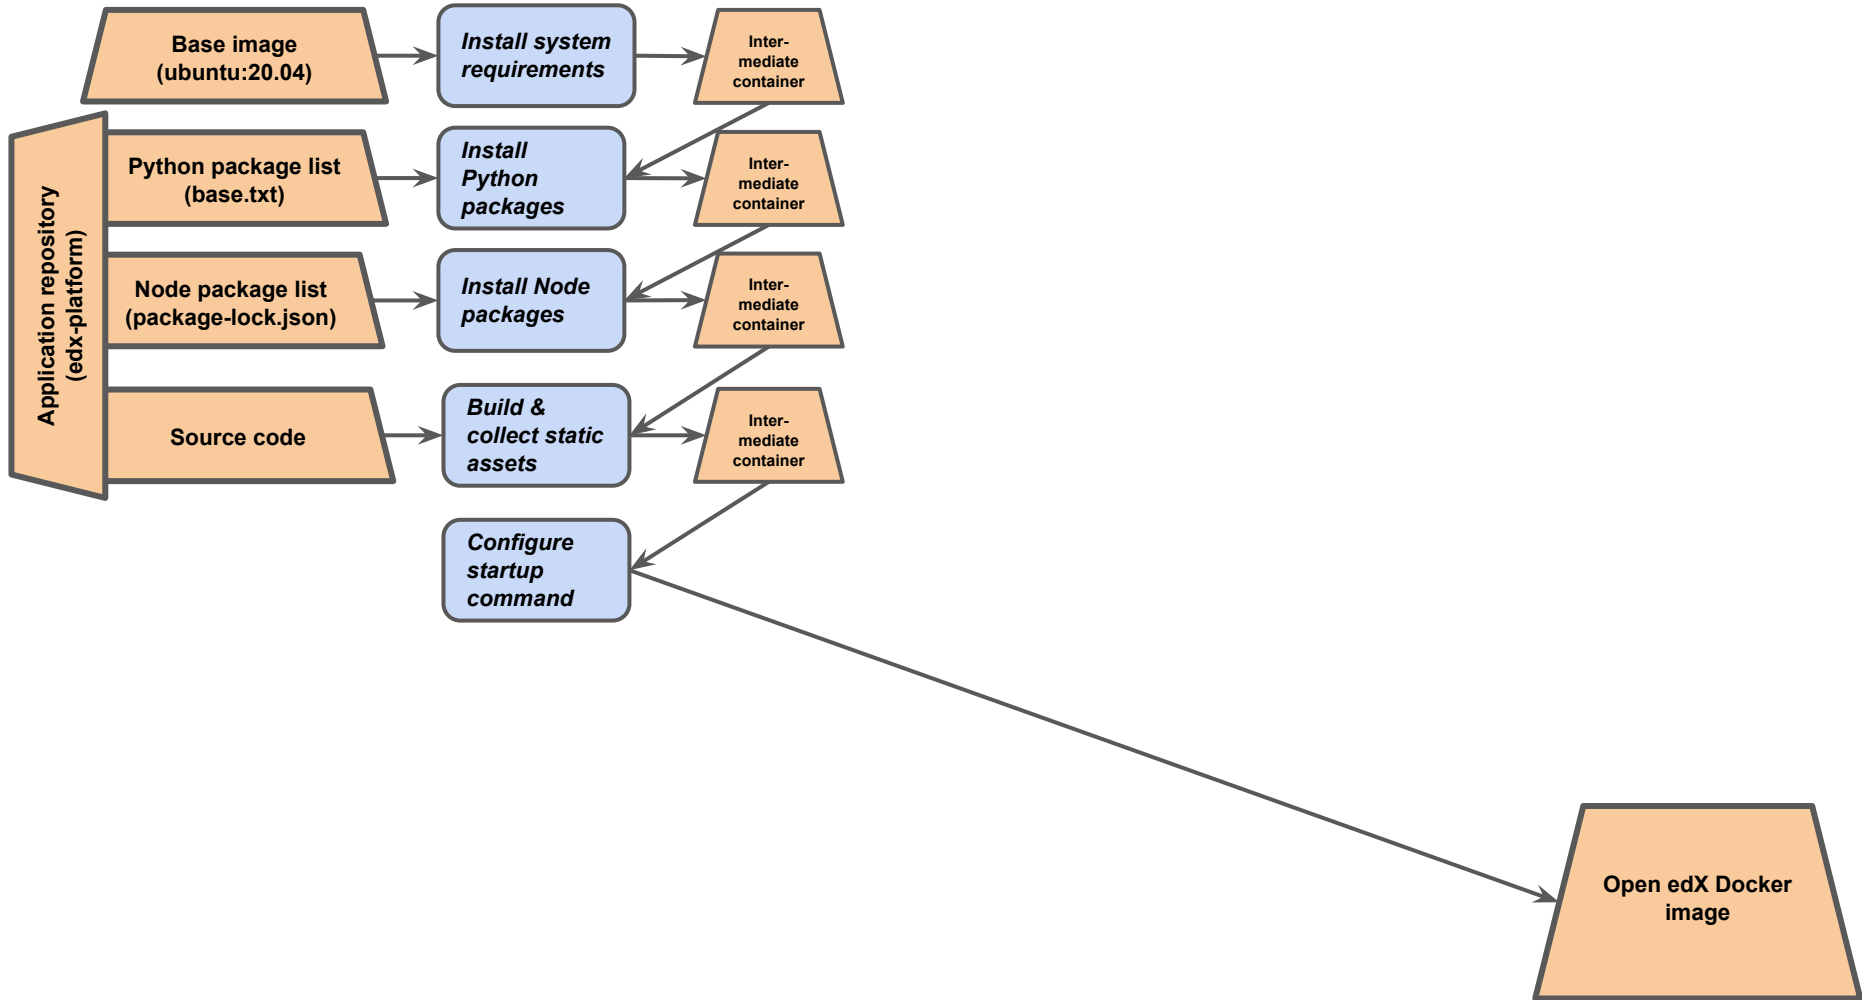 Base image
(ubuntu:20.04)
Install system
requirements
Inter-
mediate
container
Application repository
(edx-platform)
Python package list
(base.txt)
Install
Python
packages
Inter-
mediate
container
Node package list
(package-lock.json)
Install Node
packages
Inter-
mediate
container
Source code
Build &
collect static
assets
Inter-
mediate
container
Configure
startup
command
Open edX Docker
image